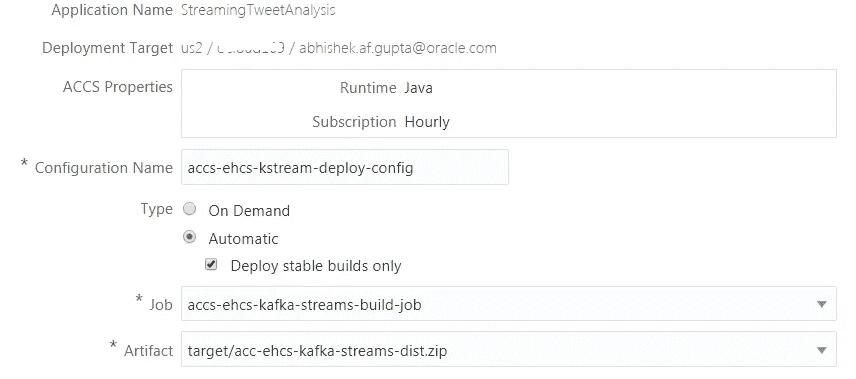 Application Name StreamingTweetAnalysis
Deployment Target us2 / / abhishek.af.gupta@oracle.com
ACCS Properties Runtime Java
Subscription Hourly
* Configuration Name accs-ehcs-kstream-deploy-config
Type On Demand
Automatic
Deploy stable builds only
* Job accs-ehcs-kafka-streams-build-job
* Artifact target/acc-ehcs-kafka-streams-dist.zip